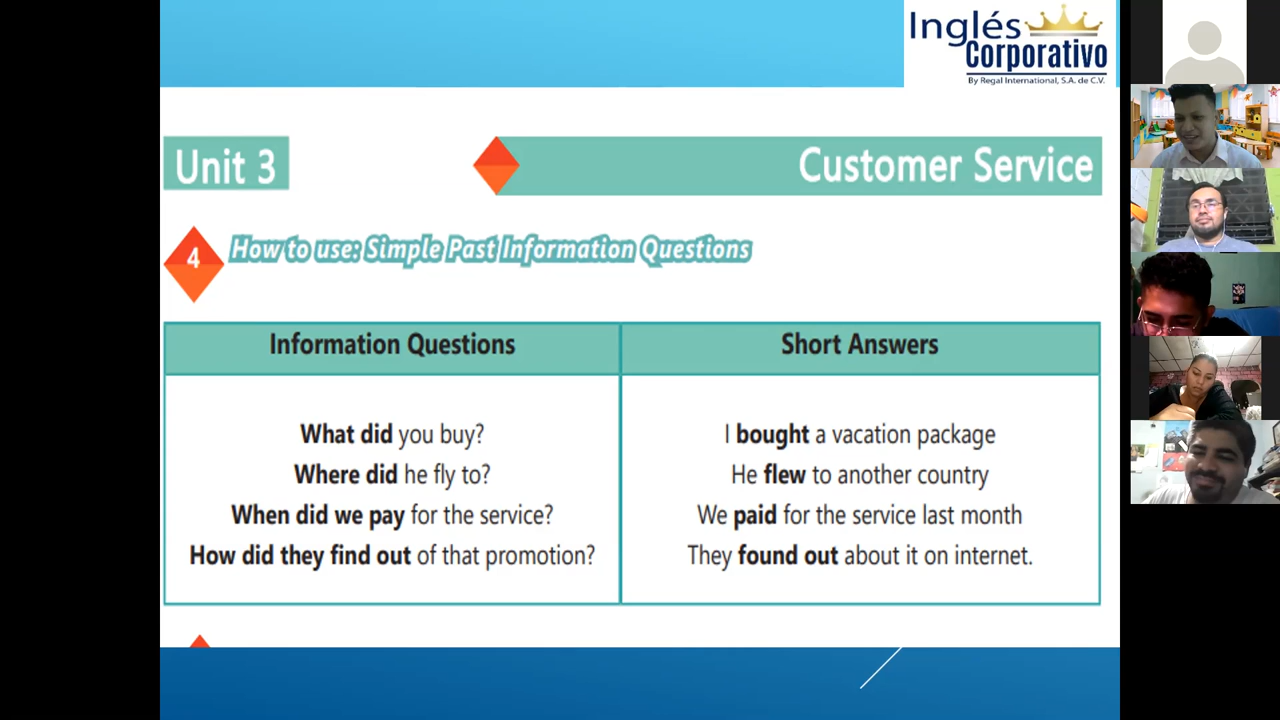 Inglés
Corporativo
By Regal International, S.A. de C.V.
Unit 3
Customer Service
4
How to use: Simple Past Information Questions
Information Questions
Short Answers
What did you buy?
I bought a vacation package
Where did he fly to?
He flew to another country
When did we pay for the service?
We paid for the service last month
How did they find out of that promotion?
They found out about it on internet.